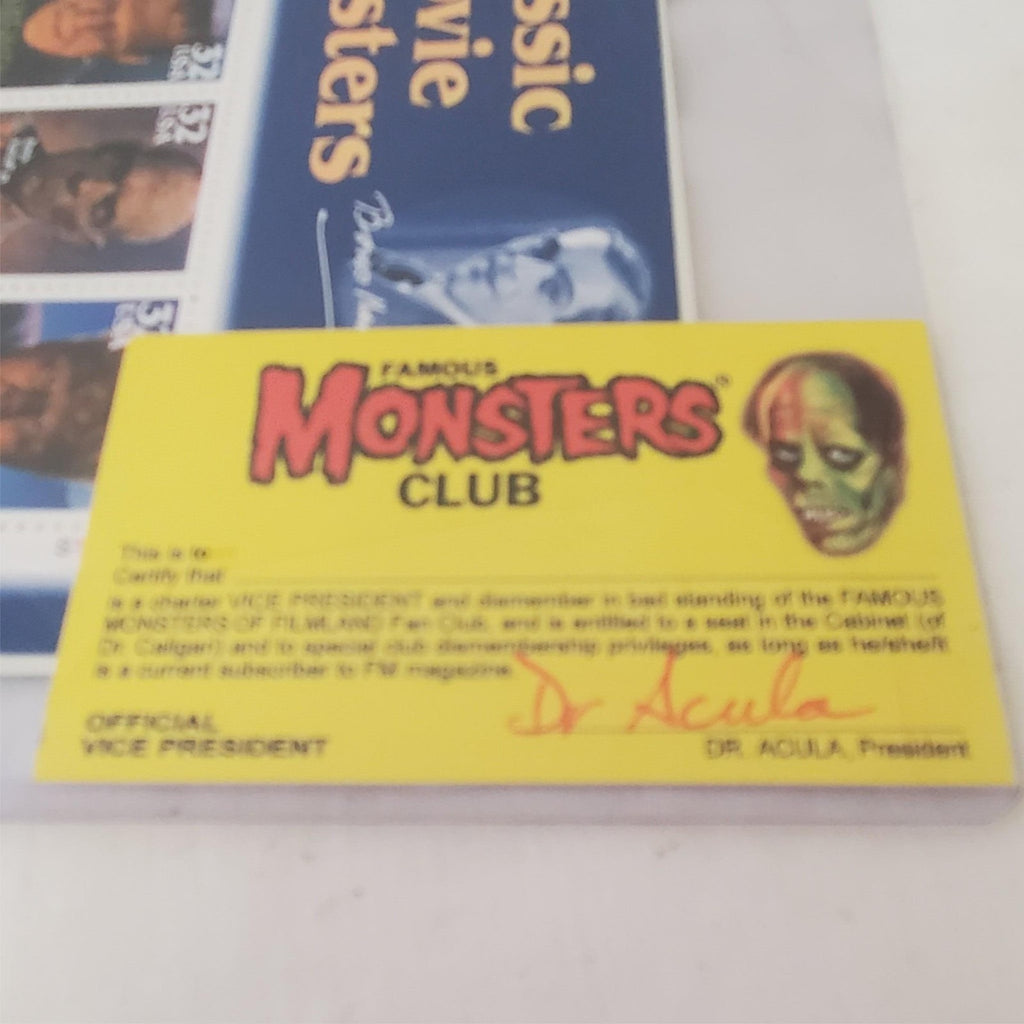 ssic
vie
sters
32
32
FAMOUS
MONSTERS
CLUB
This is to
Certify that
is a charter VICE PRESIDENT and dismember in bad standing of the FAMOUS
MONSTERS OF FILMLAND Fan Club, and is entitled to a seat in the Cabinet (of
Dr. Caligari) and to special club dismembership privileges, as long as he/she/it
is a current subscriber to FM magazine.
Dr Acula
OFFICIAL
VICE PRESIDENT
DR. ACULA, President